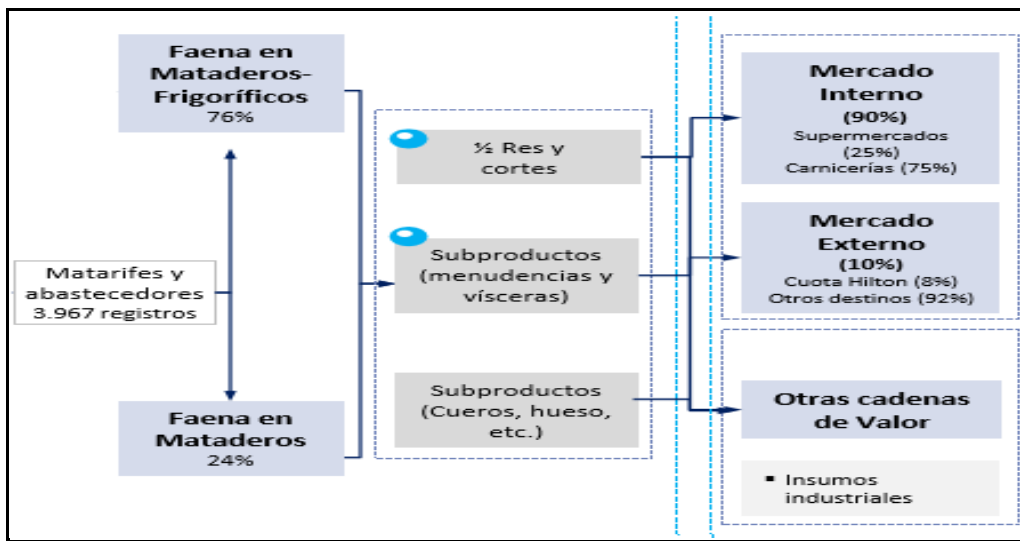 Faena en
Mataderos-
Frigoríficos
76%
Matarifes y
abastecedores
3.967 registros
Faena en
Mataderos
24%
½ Res y
cortes
Subproductos
(menudencias y
vísceras)
Subproductos
(Cueros, hueso,
etc.)
Mercado
Interno
(90%)
Supermercados
(25%)
Carnicerías (75%)
Mercado
Externo
(10%)
Cuota Hilton (8%)
Otros destinos (92%)
Otras cadenas
de Valor
▪ Insumos
industriales